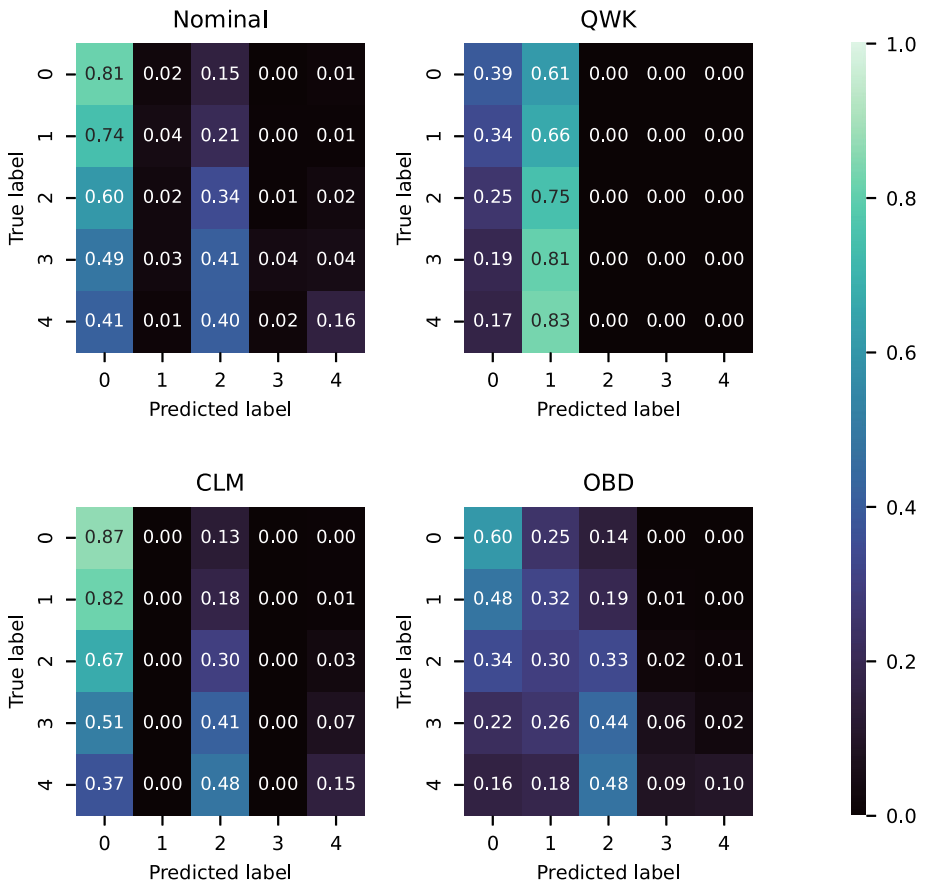 Nominal
QWK
True label
0 0.81 0.02 0.15 0.00 0.01
1 0.74 0.04 0.21 0.00 0.01
2 0.60 0.02 0.34 0.01 0.02
3 0.49 0.03 0.41 0.04 0.04
4 0.41 0.01 0.40 0.02 0.16
0 1 2 3 4
Predicted label
True label
0 0.39 0.61 0.00 0.00 0.00
1 0.34 0.66 0.00 0.00 0.00
2 0.25 0.75 0.00 0.00 0.00
3 0.19 0.81 0.00 0.00 0.00
4 0.17 0.83 0.00 0.00 0.00
0 1 2 3 4
Predicted label
CLM
OBD
True label
0 0.87 0.00 0.13 0.00 0.00
1 0.82 0.00 0.18 0.00 0.01
2 0.67 0.00 0.30 0.00 0.03
3 0.51 0.00 0.41 0.00 0.07
4 0.37 0.00 0.48 0.00 0.15
0 1 2 3 4
Predicted label
True label
0 0.60 0.25 0.14 0.00 0.00
1 0.48 0.32 0.19 0.01 0.00
2 0.34 0.30 0.33 0.02 0.01
3 0.22 0.26 0.44 0.06 0.02
4 0.16 0.18 0.48 0.09 0.10
0 1 2 3 4
Predicted label
1.0
0.8
0.6
0.4
0.2
0.0